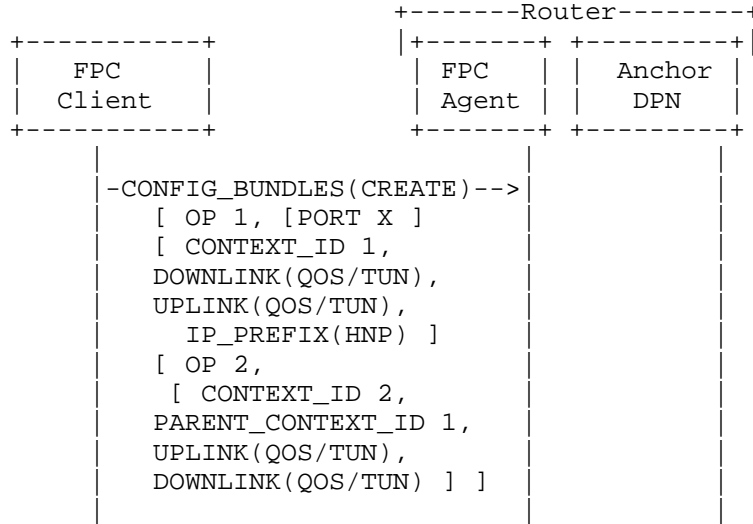 +-------Router--------+
+-----------+ |+-------+ +---------+|
| FPC | | FPC | | Anchor |
| Client | | Agent | | DPN |
+-----------+ +-------+ +---------+
| | |
|-CONFIG_BUNDLES(CREATE)-->| |
| [ OP 1, [PORT X ] | |
| [ CONTEXT_ID 1, | |
| DOWNLINK(QOS/TUN), | |
| UPLINK(QOS/TUN), | |
| IP_PREFIX(HNP) ] | |
| [ OP 2, | |
| [ CONTEXT_ID 2, | |
| PARENT_CONTEXT_ID 1, | |
| UPLINK(QOS/TUN), | |
| DOWNLINK(QOS/TUN) ] ] | |
| | |